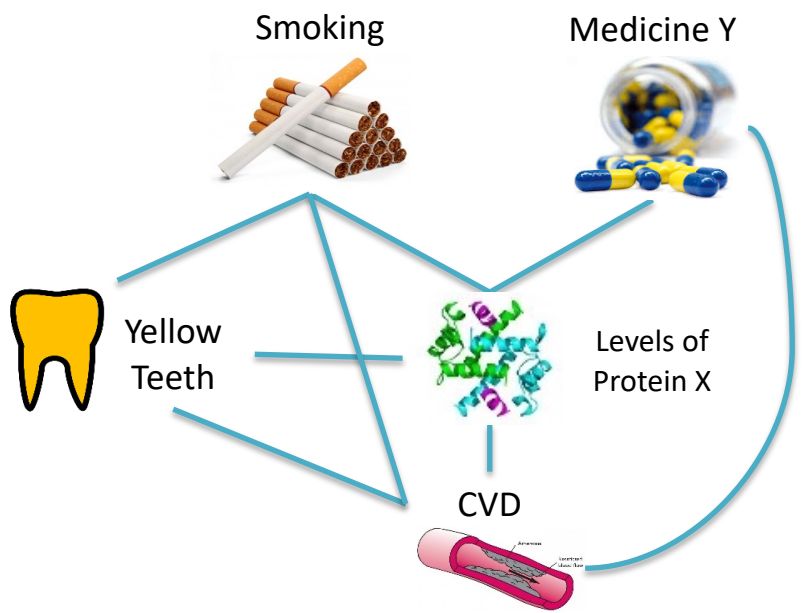 Smoking
Medicine Y
Yellow
Teeth
Levels of
Protein X
CVD